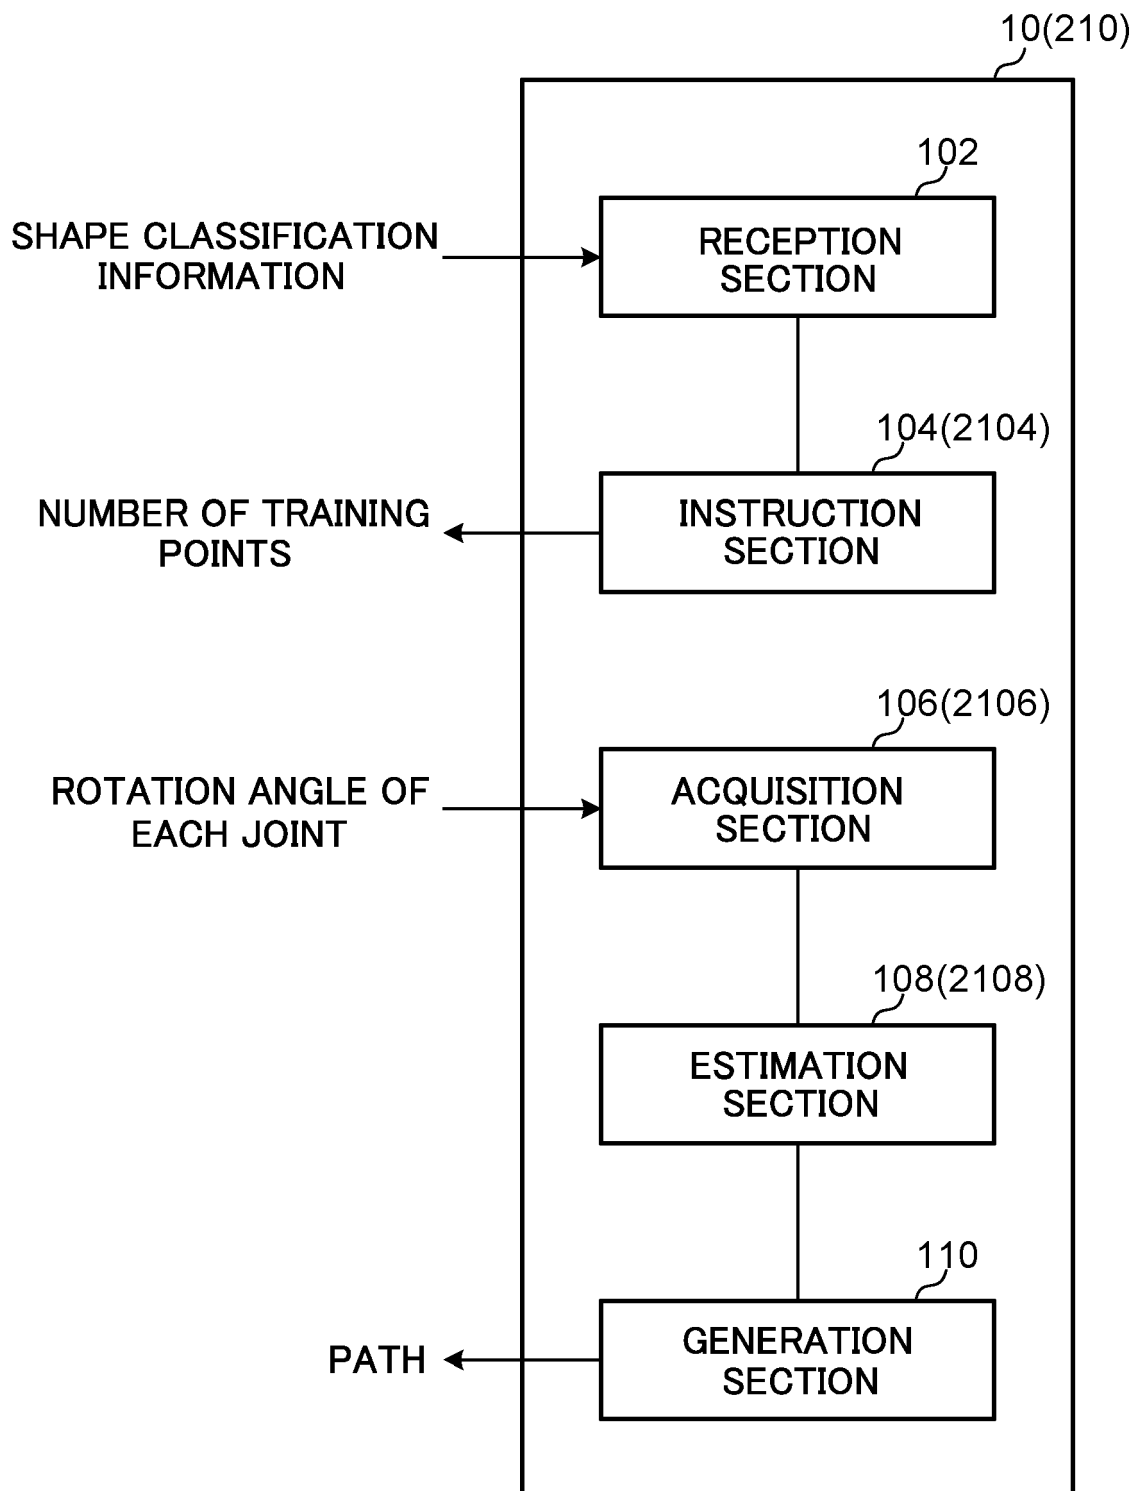 10(210)
102
SHAPE CLASSIFICATION
INFORMATION
RECEPTION
SECTION
104(2104)
NUMBER OF TRAINING
POINTS
INSTRUCTION
SECTION
106(2106)
ROTATION ANGLE OF
EACH JOINT
ACQUISITION
SECTION
108(2108)
ESTIMATION
SECTION
110
PATH
GENERATION
SECTION